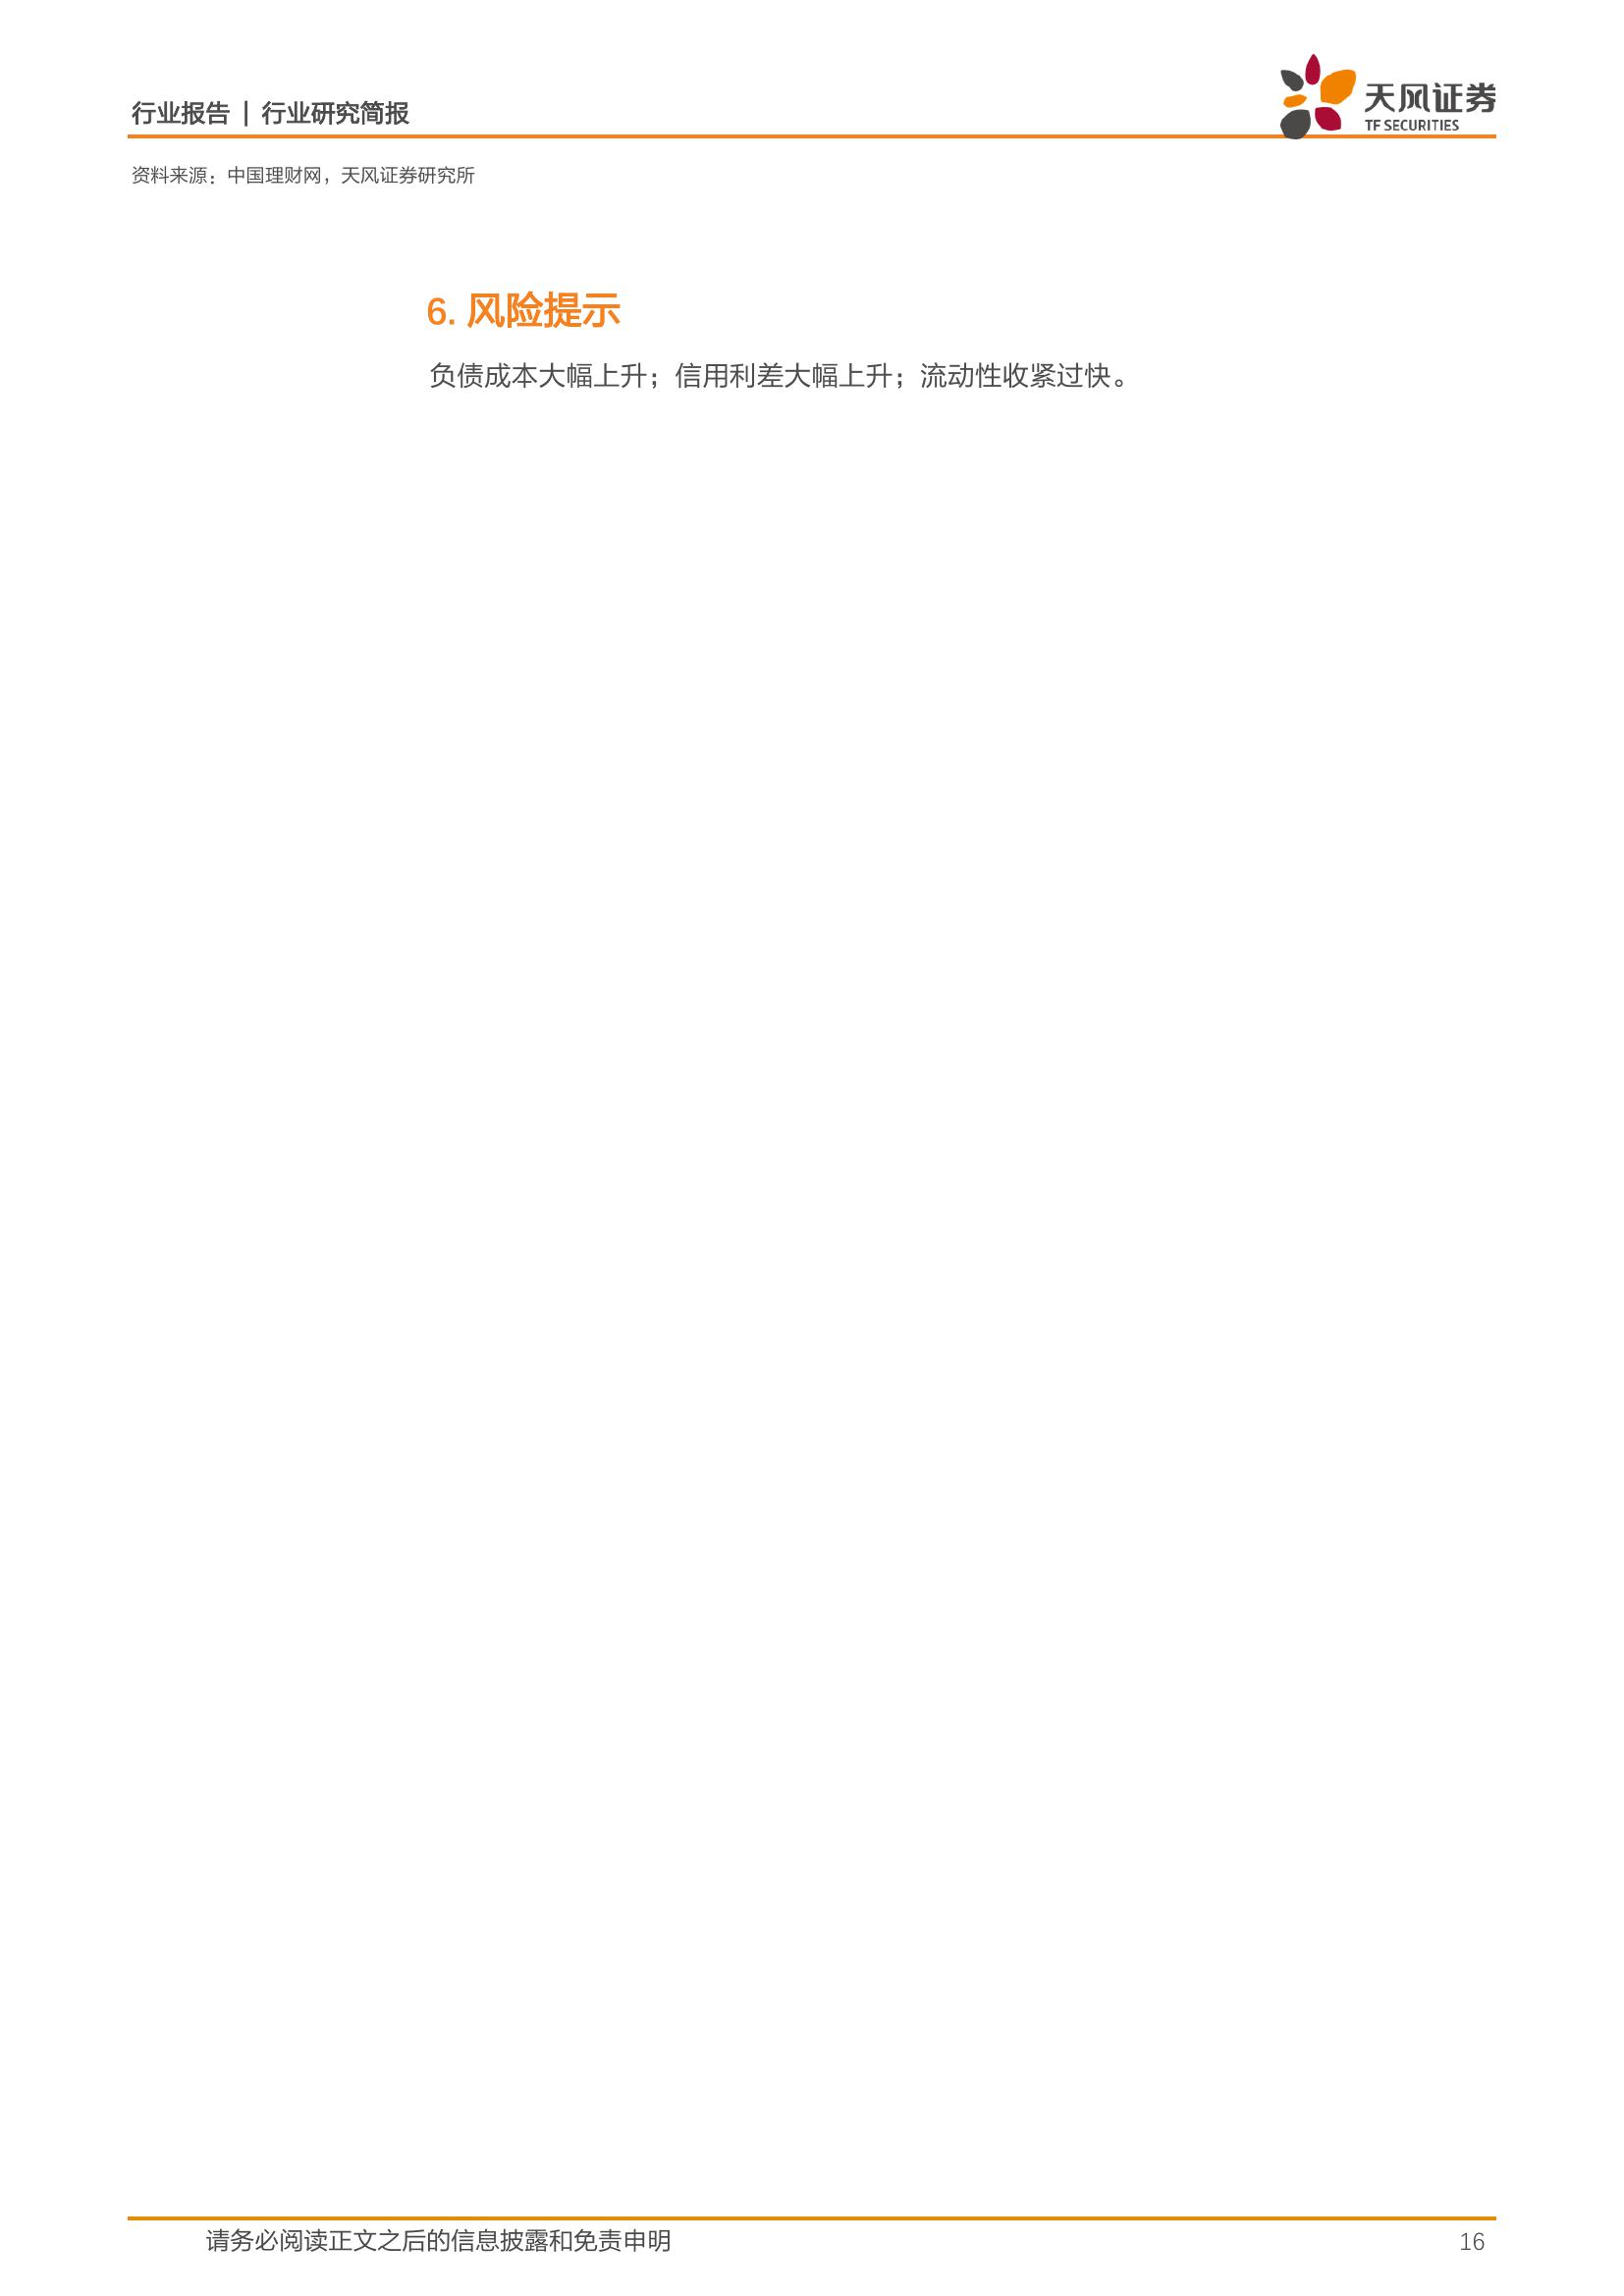 行业报告 | 行业研究简报
天风证券
TF SECURITIES
资料来源：中国理财网，天风证券研究所
6. 风险提示
负债成本大幅上升；信用利差大幅上升；流动性收紧过快。
请务必阅读正文之后的信息披露和免责申明
16